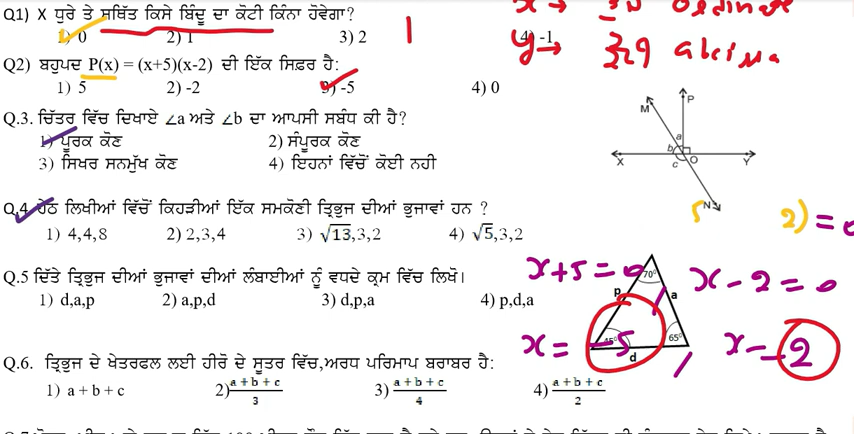 Q1) X ਧੁਰੇ ਤੇ ਸਥਿੱਤ ਕਿਸੇ ਬਿੰਦੂ ਦਾ ਕੋਟੀ ਕਿੰਨਾ ਹੋਵੇਗਾ?
1) 0 2) 1 3) 2 4) -1
Q2) ਬਹੁਪਦ P(x) = (x+5)(x-2) ਦੀ ਇੱਕ ਸਿਫ਼ਰ ਹੈ:
1) 5 2) -2 3) -5 4) 0
Q.3. ਚਿੱਤਰ ਵਿੱਚ ਦਿਖਾਏ ∠a ਅਤੇ ∠b ਦਾ ਆਪਸੀ ਸਬੰਧ ਕੀ ਹੈ?
1) ਪੂਰਕ ਕੋਣ 2) ਸੰਪੂਰਕ ਕੋਣ
3) ਸਿਖਰ ਸਨਮੁੱਖ ਕੋਣ 4) ਇਹਨਾਂ ਵਿੱਚੋਂ ਕੋਈ ਨਹੀ
M P a b c O X Y N
Q.4 ਹੇਠ ਲਿਖੀਆਂ ਵਿੱਚੋਂ ਕਿਹੜੀਆਂ ਇੱਕ ਸਮਕੋਣੀ ਤ੍ਰਿਭੁਜ ਦੀਆਂ ਭੁਜਾਵਾਂ ਹਨ ?
1) 4,4,8 2) 2,3,4 3) √13,3,2 4) √5,3,2
5 2) = 0
Q.5 ਦਿੱਤੇ ਤ੍ਰਿਭੁਜ ਦੀਆਂ ਭੁਜਾਵਾਂ ਦੀਆਂ ਲੰਬਾਈਆਂ ਨੂੰ ਵਧਦੇ ਕ੍ਰਮ ਵਿੱਚ ਲਿਖੋ।
1) d,a,p 2) a,p,d 3) d,p,a 4) p,d,a
x+5=0 x-2=0
70° p a 45° 65° d
x=-5 x=2
Q.6. ਤ੍ਰਿਭੁਜ ਦੇ ਖੇਤਰਫਲ ਲਈ ਹੀਰੋ ਦੇ ਸੂਤਰ ਵਿੱਚ,ਅਰਧ ਪਰਿਮਾਪ ਬਰਾਬਰ ਹੈ:
1) a + b + c 2) (a + b + c)/3 3) (a + b + c)/4 4) (a + b + c)/2